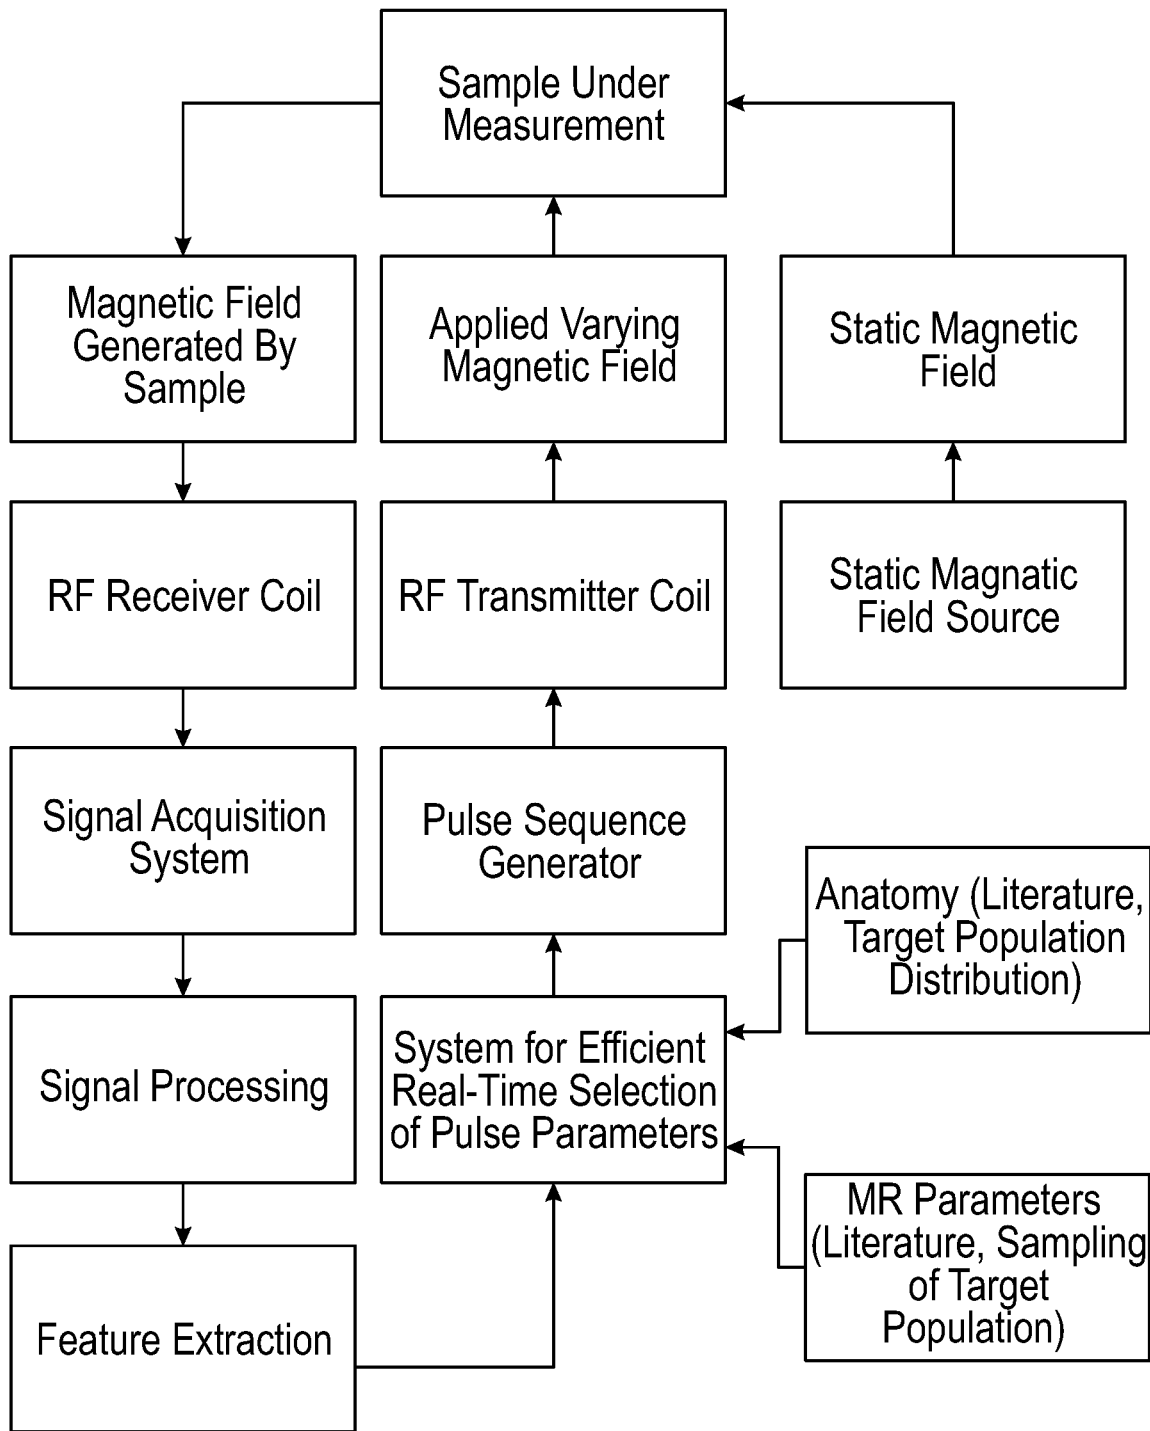 Sample Under
Measurement
Magnetic Field
Generated By
Sample
Applied Varying
Magnetic Field
Static Magnetic
Field
RF Receiver Coil
RF Transmitter Coil
Static Magnatic
Field Source
Signal Acquisition
System
Pulse Sequence
Generator
Anatomy (Literature,
Target Population
Distribution)
Signal Processing
System for Efficient
Real-Time Selection
of Pulse Parameters
MR Parameters
(Literature, Sampling
of Target
Population)
Feature Extraction